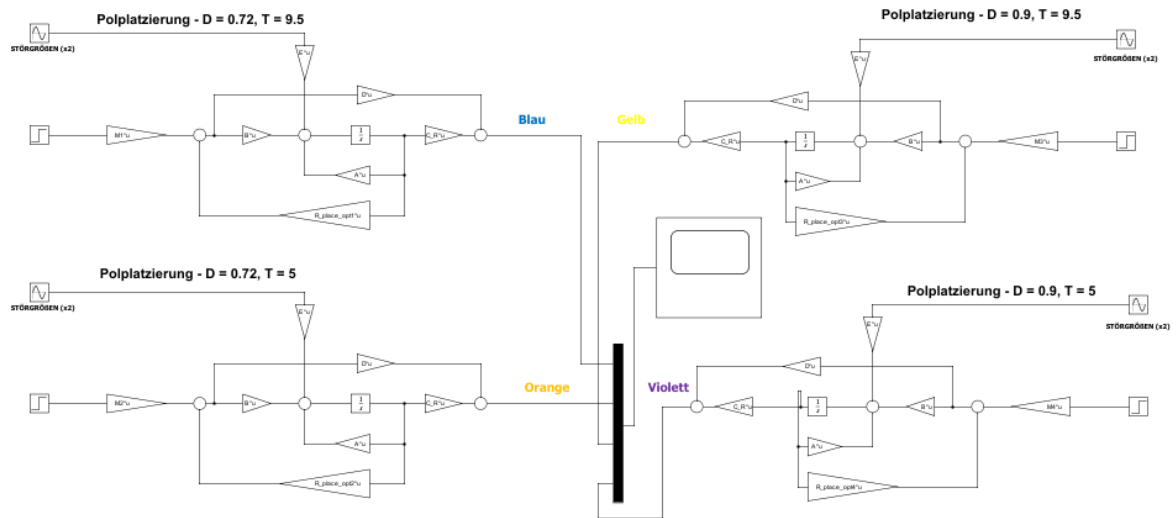 Polplatzierung - D = 0.72, T = 9.5
STÖRGRÖßEN (x2)
E*u
D*u
M1*u
B*u
1
s
C_R*u
A*u
R_place_opt1*u
Blau
Polplatzierung - D = 0.9, T = 9.5
STÖRGRÖßEN (x2)
E*u
D*u
Gelb
C_R*u
1
s
B*u
M3*u
A*u
R_place_opt3*u
Polplatzierung - D = 0.72, T = 5
STÖRGRÖßEN (x2)
E*u
D*u
M2*u
B*u
1
s
C_R*u
A*u
R_place_opt2*u
Orange
Polplatzierung - D = 0.9, T = 5
STÖRGRÖßEN (x2)
E*u
D*u
Violett
C_R*u
1
s
B*u
M4*u
A*u
R_place_opt4*u